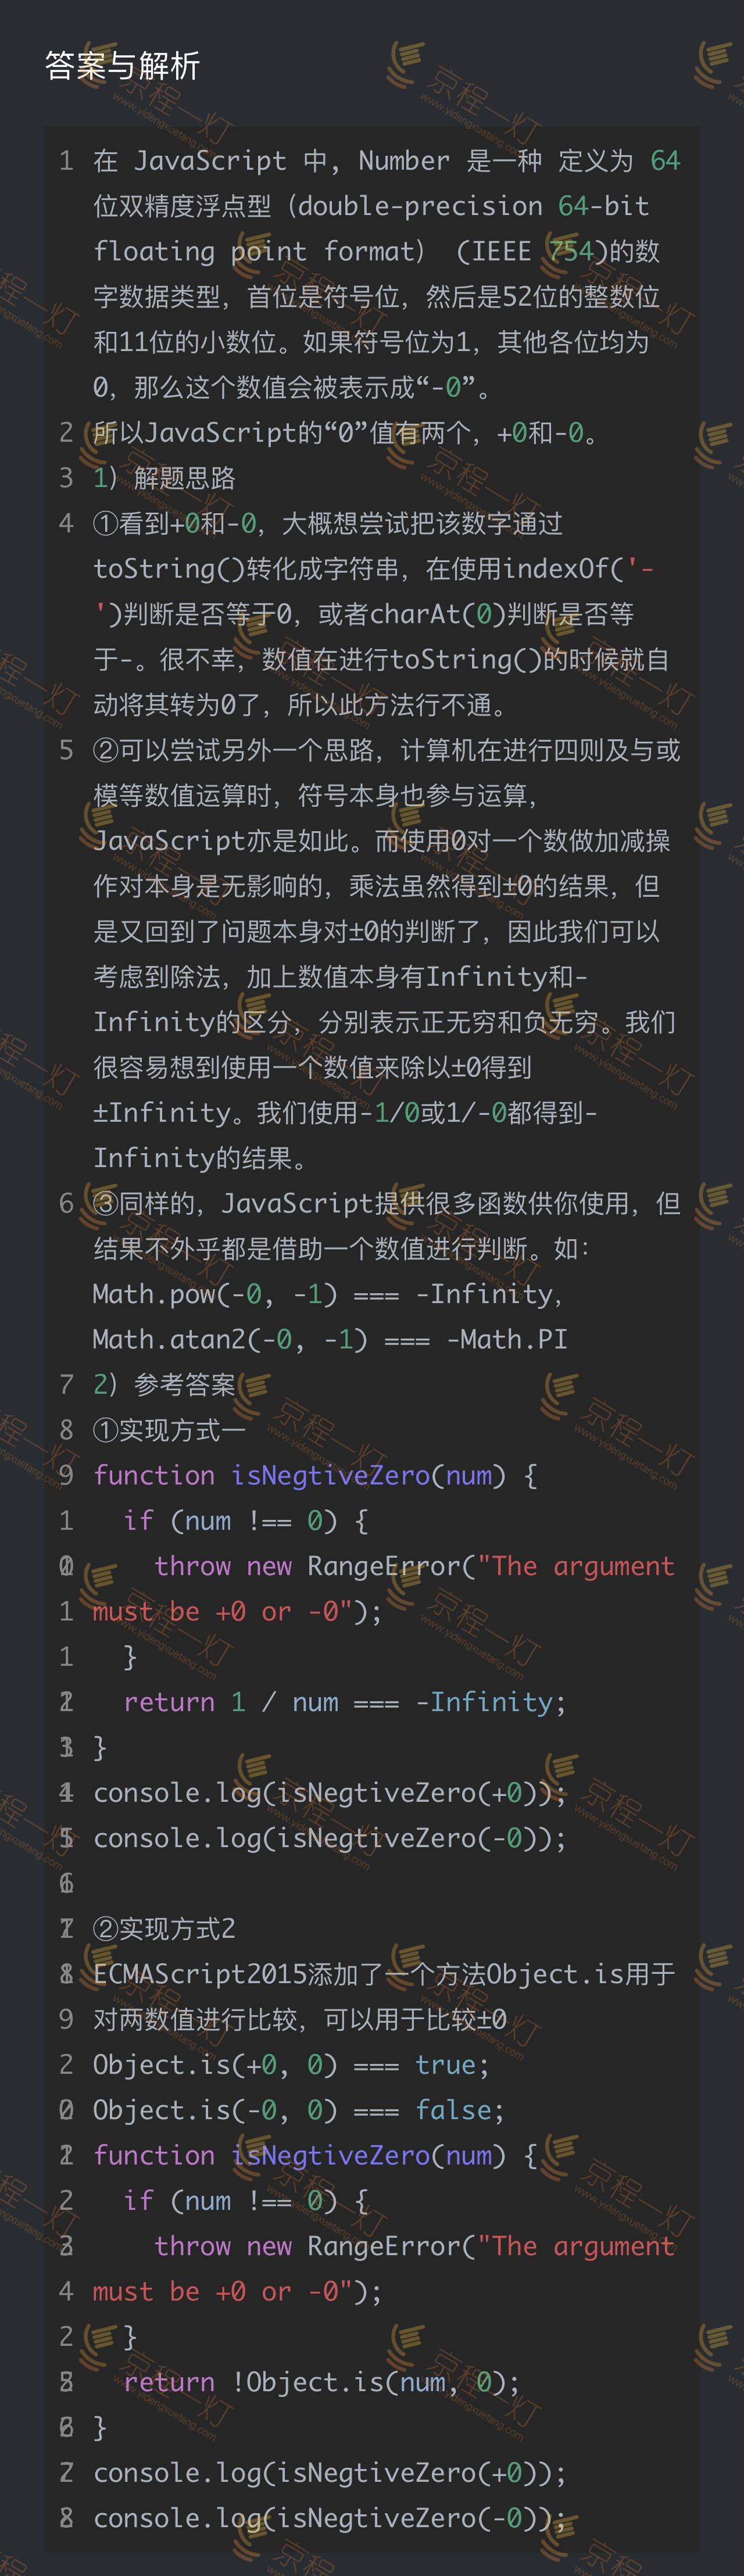 答案与解析
1 在 JavaScript 中, Number 是一种 定义为 64
位双精度浮点型 (double-precision 64-bit
floating point format) (IEEE 754)的数
字数据类型，首位是符号位，然后是52位的整数位
和11位的小数位。如果符号位为1，其他各位均为
0，那么这个数值会被表示成“-0”。
2 所以JavaScript的“0”值有两个，+0和-0。
3 1）解题思路
4 ①看到+0和-0，大概想尝试把该数字通过
toString()转化成字符串，在使用indexOf('-
')判断是否等于0，或者charAt(0)判断是否等
于-。很不幸，数值在进行toString()的时候就自
动将其转为0了，所以此方法行不通。
5 ②可以尝试另外一个思路，计算机在进行四则及与或
模等数值运算时，符号本身也参与运算，
JavaScript亦是如此。而使用0对一个数做加减操
作对本身是无影响的，乘法虽然得到±0的结果，但
是又回到了问题本身对±0的判断了，因此我们可以
考虑到除法，加上数值本身有Infinity和-
Infinity的区分，分别表示正无穷和负无穷。我们
很容易想到使用一个数值来除以±0得到
±Infinity。我们使用-1/0或1/-0都得到-
Infinity的结果。
6 ③同样的，JavaScript提供很多函数供你使用，但
结果不外乎都是借助一个数值进行判断。如：
Math.pow(-0, -1) === -Infinity，
Math.atan2(-0, -1) === -Math.PI
7 2）参考答案
8 ①实现方式一
9 function isNegtiveZero(num) {
if (num !== 0) {
throw new RangeError("The argument
must be +0 or -0");
}
return 1 / num === -Infinity;
}
console.log(isNegtiveZero(+0));
console.log(isNegtiveZero(-0));
②实现方式2
ECMAScript2015添加了一个方法Object.is用于
对两数值进行比较，可以用于比较±0
Object.is(+0, 0) === true;
Object.is(-0, 0) === false;
function isNegtiveZero(num) {
if (num !== 0) {
throw new RangeError("The argument
must be +0 or -0");
}
return !Object.is(num, 0);
}
console.log(isNegtiveZero(+0));
console.log(isNegtiveZero(-0));
京程一灯
www.yidengxuetang.com